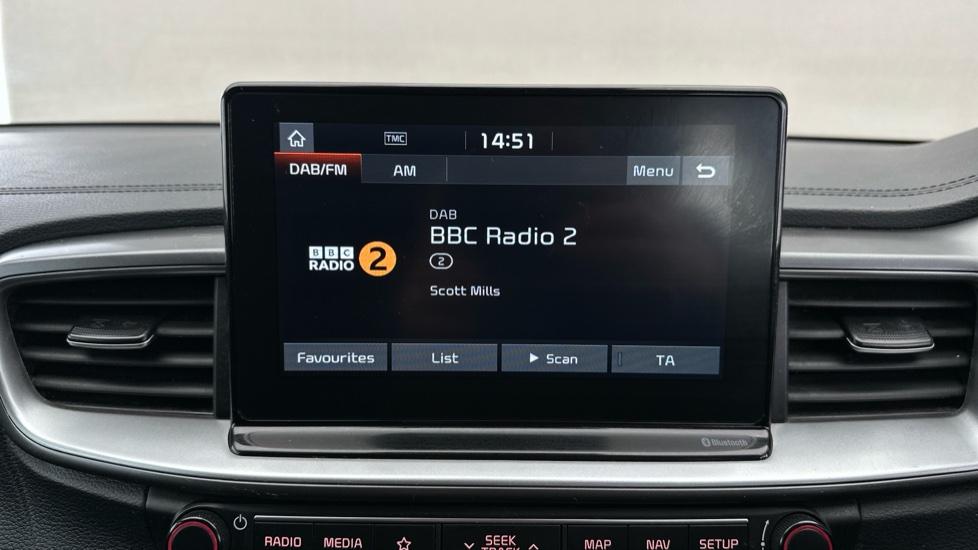 TMC 14:51
DAB/FM AM Menu
DAB
BBC Radio 2
2
BBC
RADIO 2
Scott Mills
Favourites List Scan TA
Bluetooth
RADIO MEDIA SEEK MAP NAV SETUP
TRACK